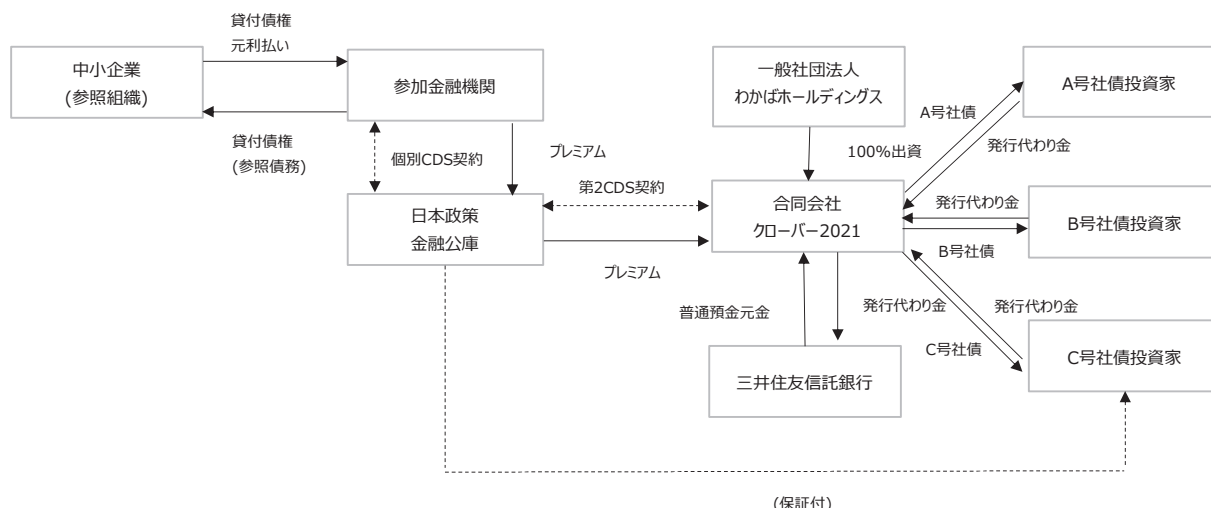 貸付債権
元利払い
中小企業
(参照組織)
参加金融機関
一般社団法人
わかばホールディングス
A号社債投資家
A号社債
発行代わり金
貸付債権
(参照債務)
個別CDS契約
プレミアム
100%出資
日本政策
金融公庫
第2CDS契約
合同会社
クローバー2021
発行代わり金
B号社債投資家
B号社債
プレミアム
普通預金元金
発行代わり金
発行代わり金
C号社債
C号社債投資家
三井住友信託銀行
(保証付)